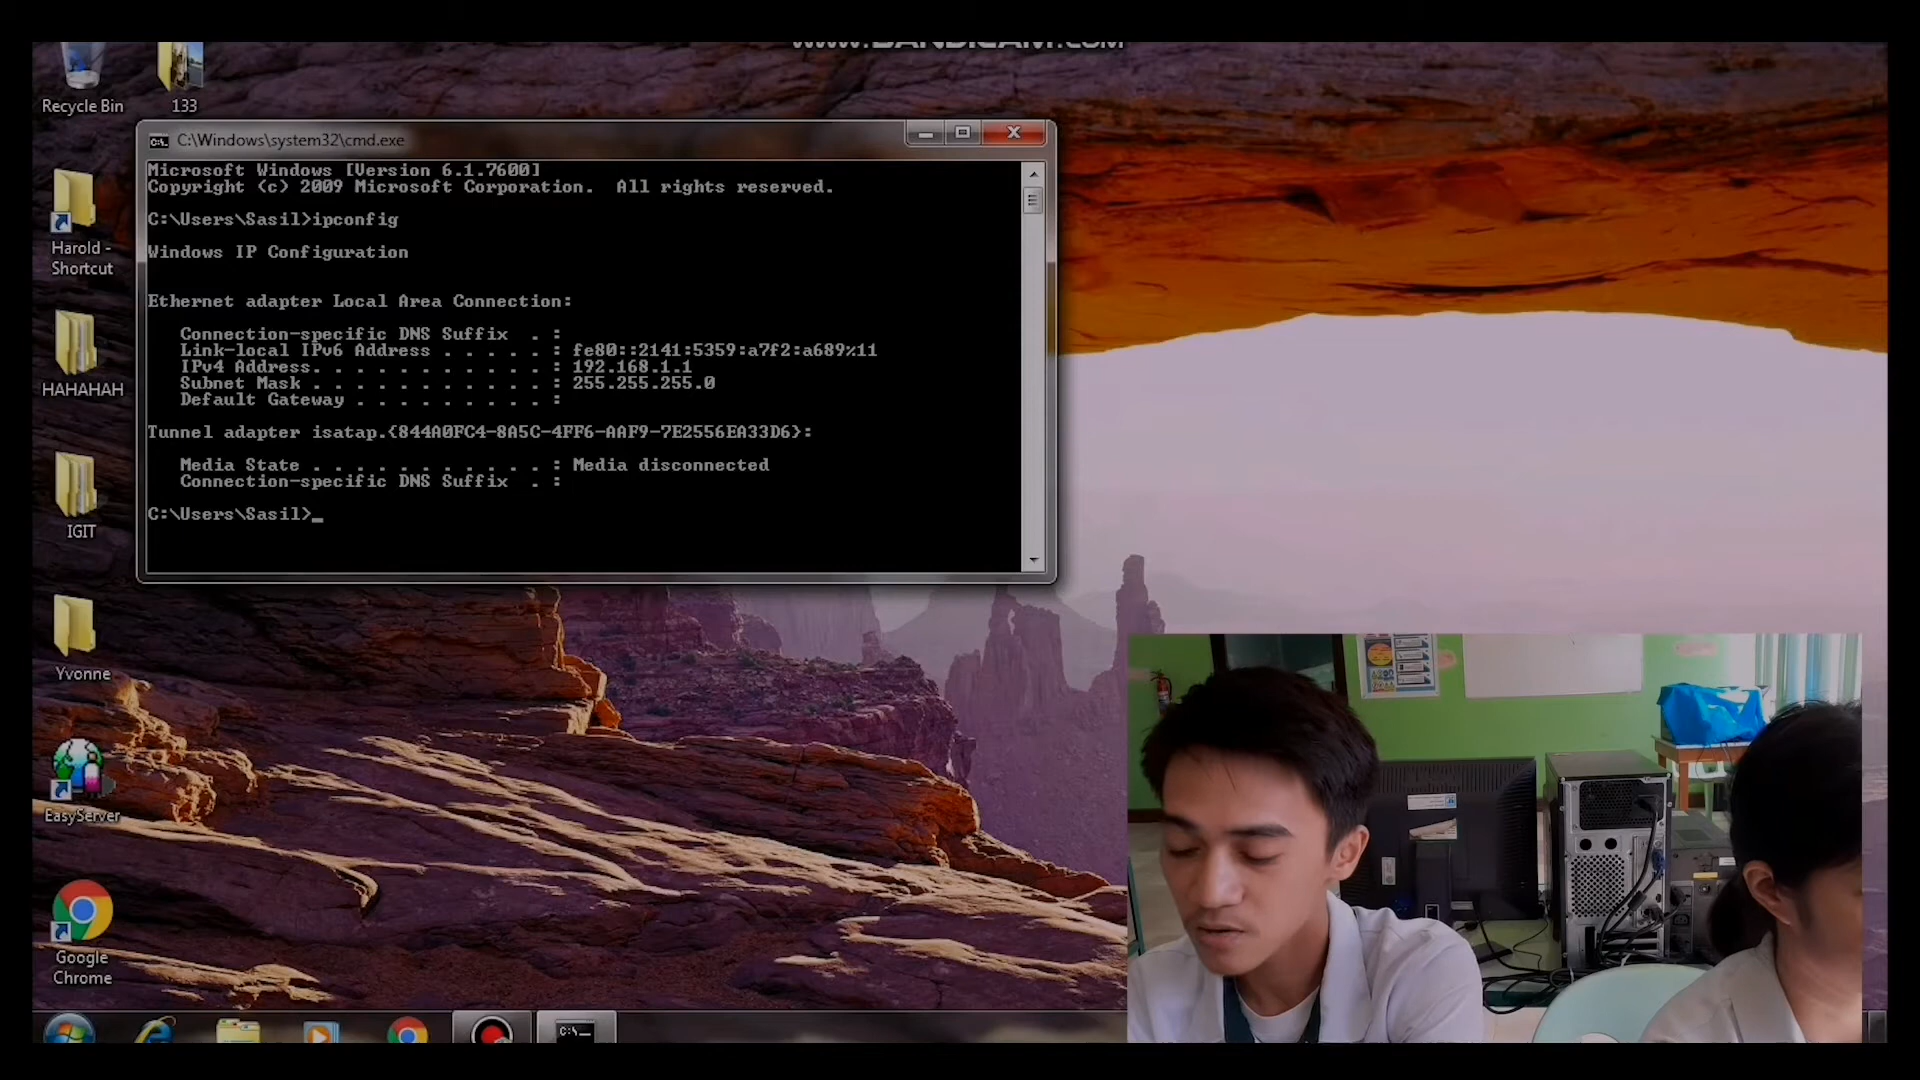 www.BANDICAM.com
Recycle Bin
133
C:\Windows\system32\cmd.exe
Microsoft Windows [Version 6.1.7600]
Copyright (c) 2009 Microsoft Corporation.  All rights reserved.
C:\Users\Sasil>ipconfig
Windows IP Configuration
Ethernet adapter Local Area Connection:
Connection-specific DNS Suffix  . :
Link-local IPv6 Address . . . . . : fe80::2141:5359:a7f2:a689%11
IPv4 Address. . . . . . . . . . . : 192.168.1.1
Subnet Mask . . . . . . . . . . . : 255.255.255.0
Default Gateway . . . . . . . . . :
Tunnel adapter isatap.{844A0FC4-8A5C-4FF6-AAF9-7E2556EA33D6}:
Media State . . . . . . . . . . . : Media disconnected
Connection-specific DNS Suffix  . :
C:\Users\Sasil>_
Harold -
Shortcut
HAHAHAH
IGIT
Yvonne
EasyServer
Google
Chrome